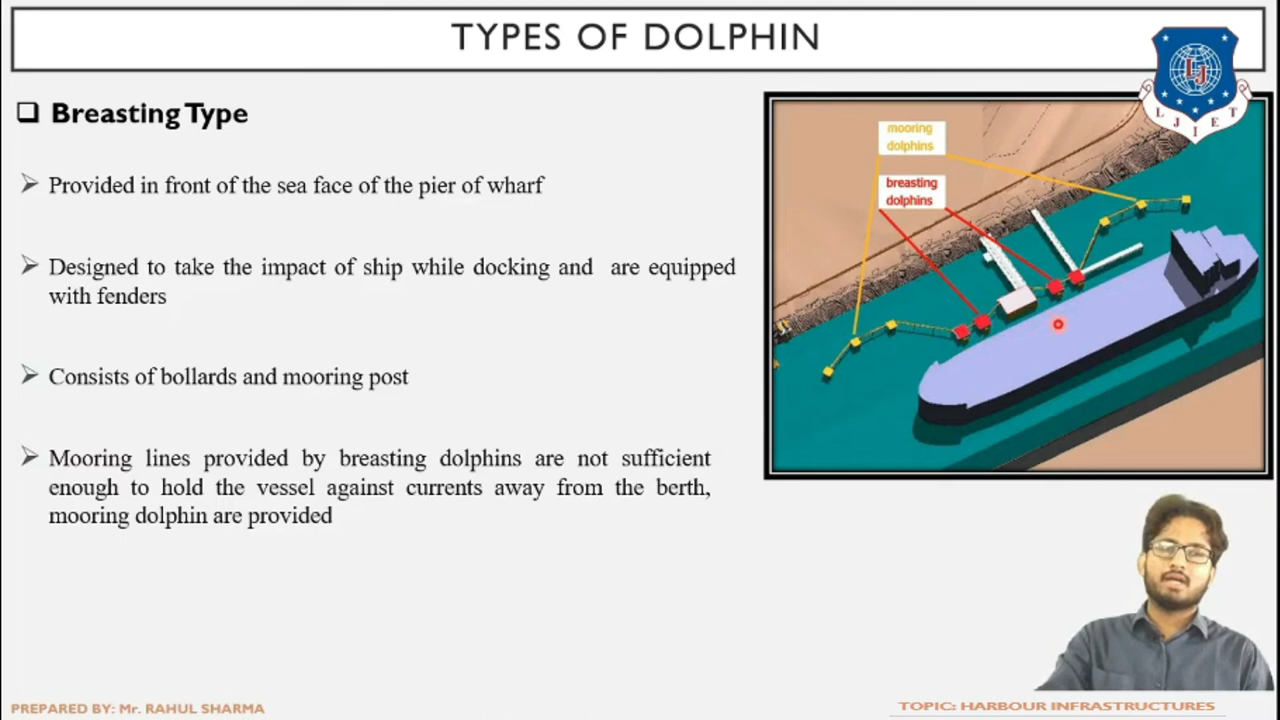 TYPES OF DOLPHIN
LJIET
Breasting Type
Provided in front of the sea face of the pier of wharf
Designed to take the impact of ship while docking and are equipped
with fenders
Consists of bollards and mooring post
Mooring lines provided by breasting dolphins are not sufficient
enough to hold the vessel against currents away from the berth,
mooring dolphin are provided
mooring
dolphins
breasting
dolphins
PREPARED BY: Mr. RAHUL SHARMA
TOPIC: HARBOUR INFRASTRUCTURES